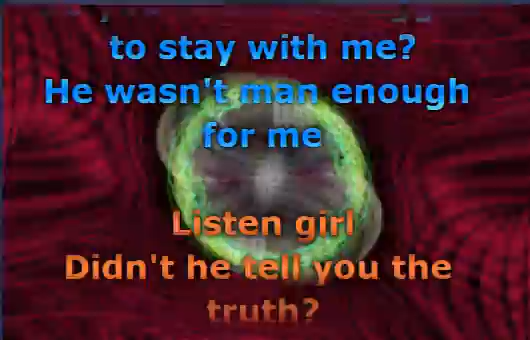 to stay with me?
He wasn't man enough
for me
Listen girl
Didn't he tell you the
truth?